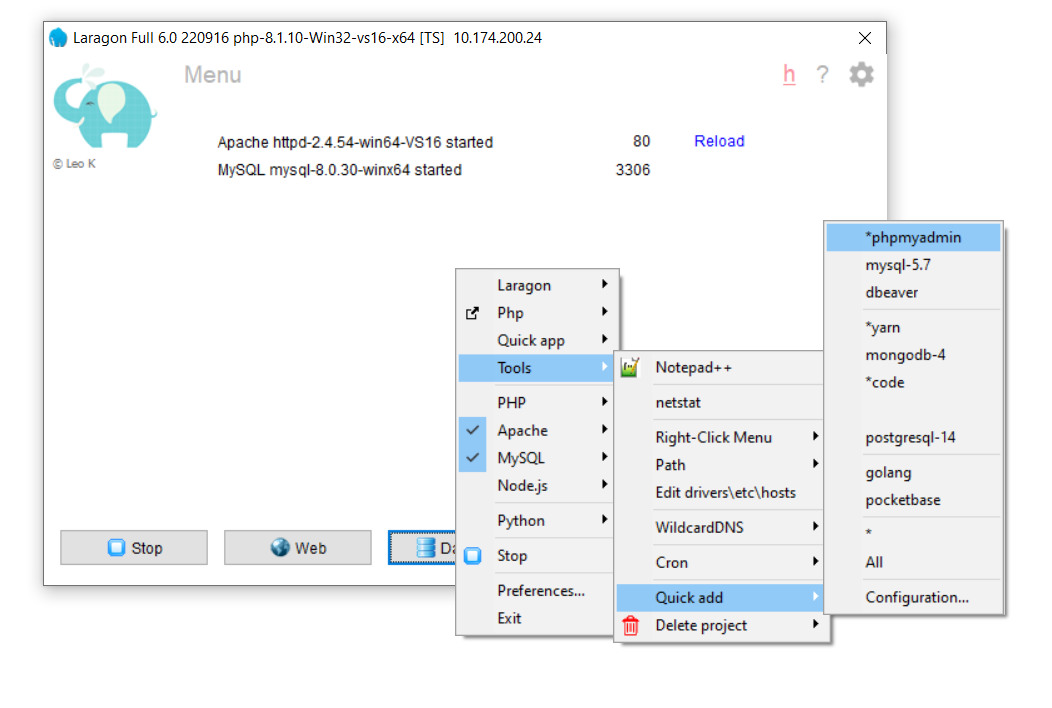 Laragon Full 6.0 220916 php-8.1.10-Win32-vs16-x64 [TS] 10.174.200.24
Menu
h ?
© Leo K
Apache httpd-2.4.54-win64-VS16 started 80 Reload
MySQL mysql-8.0.30-winx64 started 3306
Stop
Web
Da
Laragon
Php
Quick app
Tools
PHP
Apache
MySQL
Node.js
Python
Stop
Preferences...
Exit
Notepad++
netstat
Right-Click Menu
Path
Edit drivers\etc\hosts
WildcardDNS
Cron
Quick add
Delete project
*phpmyadmin
mysql-5.7
dbeaver
*yarn
mongodb-4
*code
postgresql-14
golang
pocketbase
*
All
Configuration...